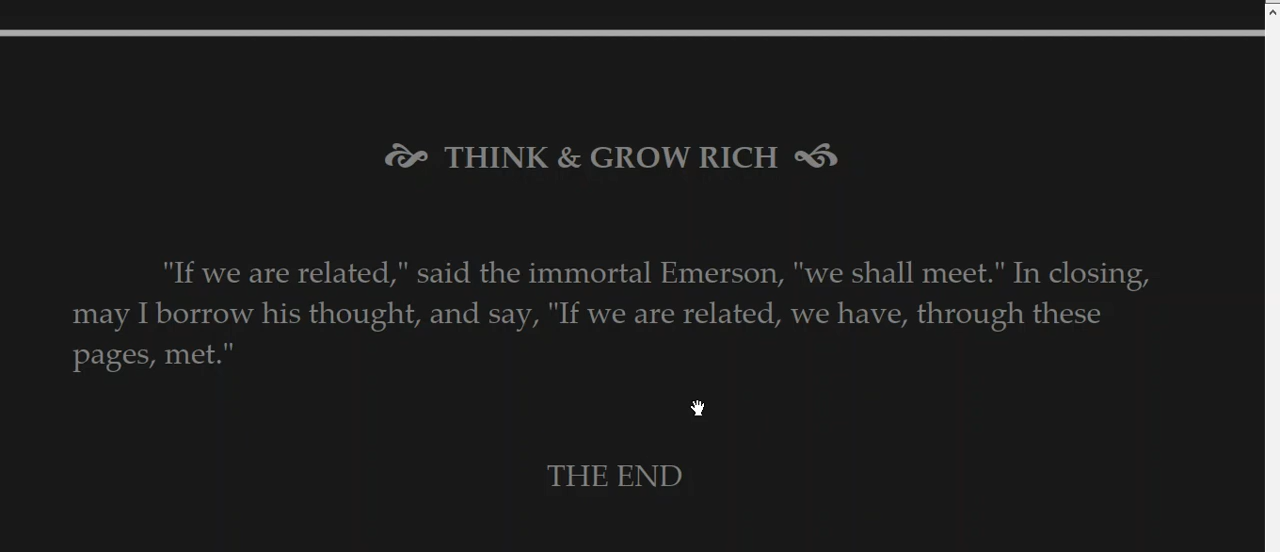 THINK & GROW RICH
"If we are related," said the immortal Emerson, "we shall meet." In closing,
may I borrow his thought, and say, "If we are related, we have, through these
pages, met."
THE END